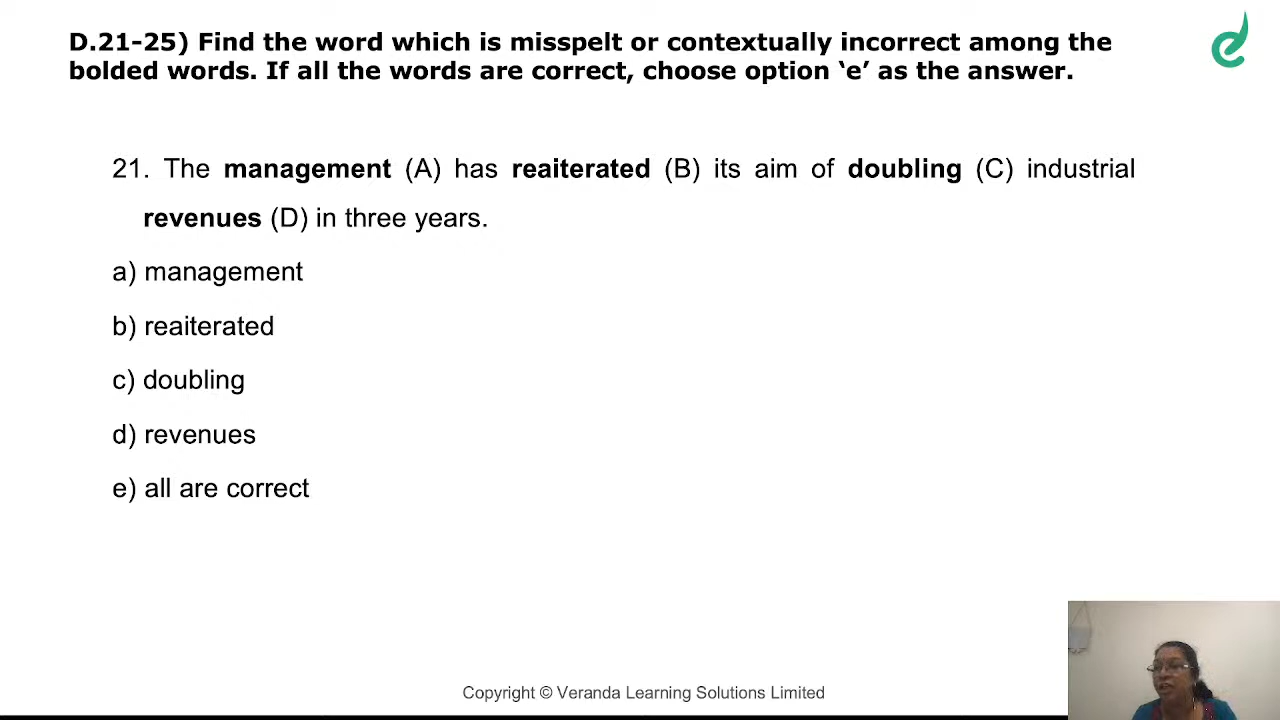 D.21-25) Find the word which is misspelt or contextually incorrect among the
bolded words. If all the words are correct, choose option ‘e’ as the answer.
21. The management (A) has reaiterated (B) its aim of doubling (C) industrial
revenues (D) in three years.
a) management
b) reaiterated
c) doubling
d) revenues
e) all are correct
Copyright © Veranda Learning Solutions Limited